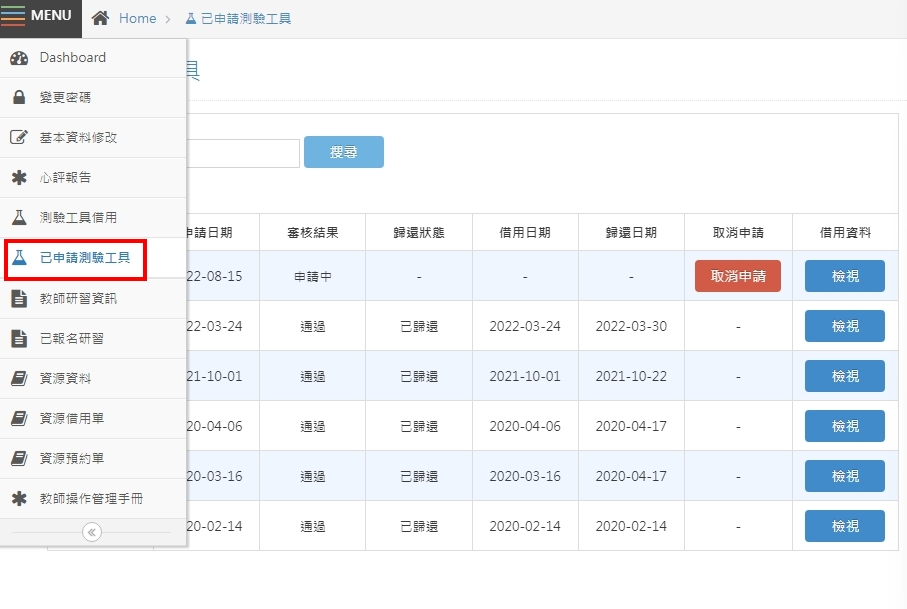 MENU
Home
已申請測驗工具
Dashboard
變更密碼
基本資料修改
心評報告
測驗工具借用
已申請測驗工具
教師研習資訊
已報名研習
資源資料
資源借用單
資源預約單
教師操作管理手冊
具
搜尋
申請日期 審核結果 歸還狀態 借用日期 歸還日期 取消申請 借用資料
22-08-15 申請中 - - - 取消申請 檢視
22-03-24 通過 已歸還 2022-03-24 2022-03-30 - 檢視
21-10-01 通過 已歸還 2021-10-01 2021-10-22 - 檢視
20-04-06 通過 已歸還 2020-04-06 2020-04-17 - 檢視
20-03-16 通過 已歸還 2020-03-16 2020-04-17 - 檢視
20-02-14 通過 已歸還 2020-02-14 2020-02-14 - 檢視